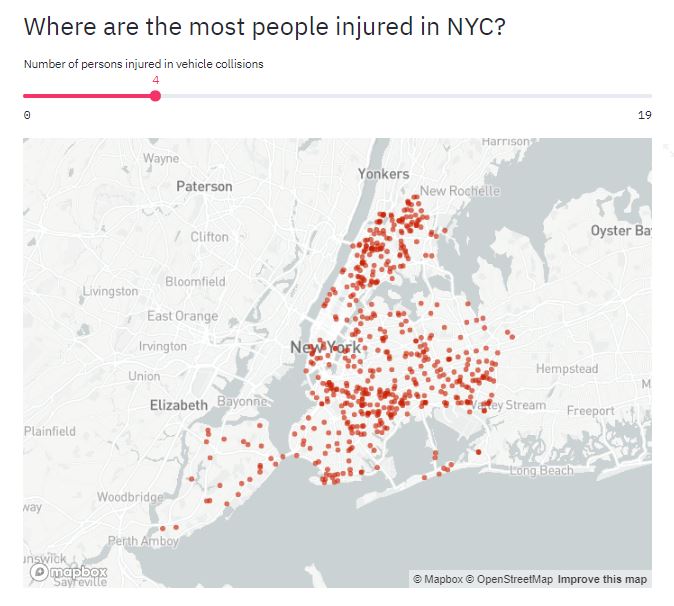 Where are the most people injured in NYC?
Number of persons injured in vehicle collisions
4
0
19
Harrison
Wayne
Yonkers
Paterson
New Rochelle
Oyster Ba
Clifton
Bloomfield
Livingston
East Orange
Irvington
New York
Hempstead
Union
M
Elizabeth
Bayonne
ley Stream
Freeport
Plainfield
Long Beach
Woodbridge
way
Perth Amboy
unswick
mapbox
Sayreville
© Mapbox © OpenStreetMap Improve this map